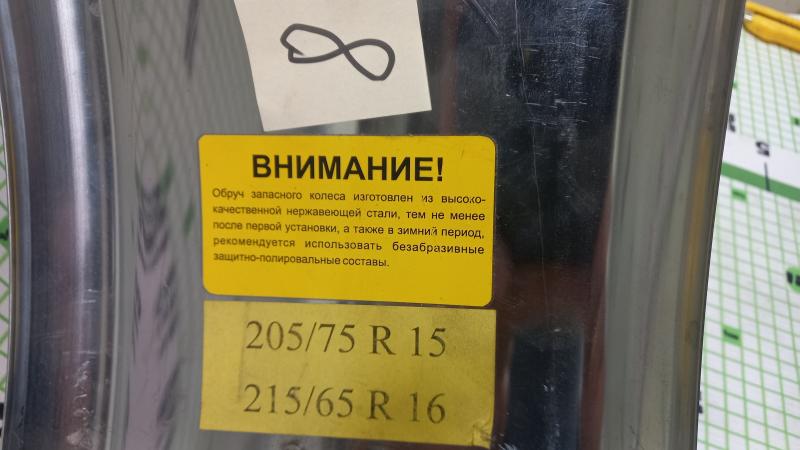 ВНИМАНИЕ!
Обруч запасного колеса изготовлен из высоко-
качественной нержавеющей стали, тем не менее
после первой установки, а также в зимний период,
рекомендуется использовать безабразивные
защитно-полировальные составы.
205/75 R 15
215/65 R 16
5